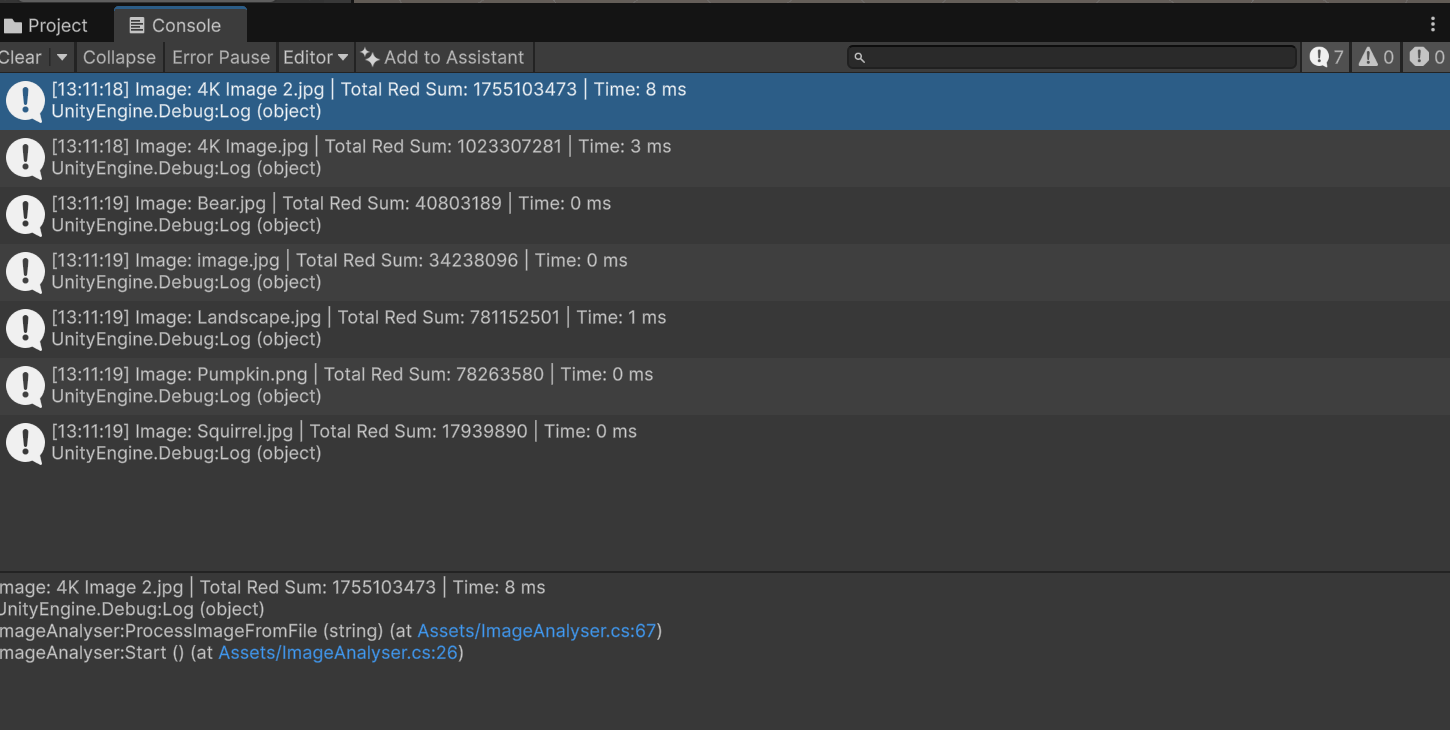 Project Console
Clear Collapse Error Pause Editor Add to Assistant 7 0 0
[13:11:18] Image: 4K Image 2.jpg | Total Red Sum: 1755103473 | Time: 8 ms
UnityEngine.Debug:Log (object)
[13:11:18] Image: 4K Image.jpg | Total Red Sum: 1023307281 | Time: 3 ms
UnityEngine.Debug:Log (object)
[13:11:19] Image: Bear.jpg | Total Red Sum: 40803189 | Time: 0 ms
UnityEngine.Debug:Log (object)
[13:11:19] Image: image.jpg | Total Red Sum: 34238096 | Time: 0 ms
UnityEngine.Debug:Log (object)
[13:11:19] Image: Landscape.jpg | Total Red Sum: 781152501 | Time: 1 ms
UnityEngine.Debug:Log (object)
[13:11:19] Image: Pumpkin.png | Total Red Sum: 78263580 | Time: 0 ms
UnityEngine.Debug:Log (object)
[13:11:19] Image: Squirrel.jpg | Total Red Sum: 17939890 | Time: 0 ms
UnityEngine.Debug:Log (object)
mage: 4K Image 2.jpg | Total Red Sum: 1755103473 | Time: 8 ms
UnityEngine.Debug:Log (object)
mageAnalyser:ProcessImageFromFile (string) (at Assets/ImageAnalyser.cs:67)
mageAnalyser:Start () (at Assets/ImageAnalyser.cs:26)